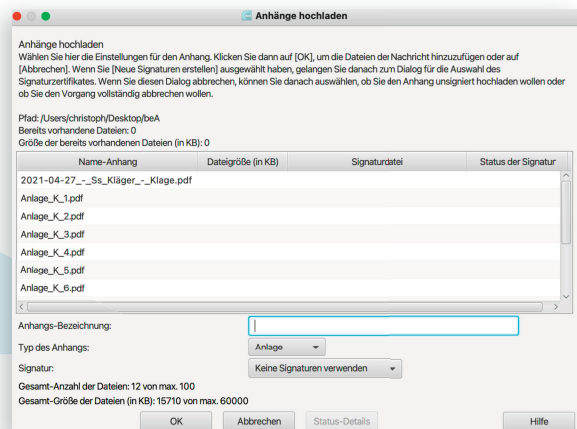 Anhänge hochladen
Anhänge hochladen
Wählen Sie hier die Einstellungen für den Anhang. Klicken Sie dann auf [OK], um die Dateien der Nachricht hinzuzufügen oder auf
[Abbrechen]. Wenn Sie [Neue Signaturen erstellen] ausgewählt haben, gelangen Sie danach zum Dialog für die Auswahl des
Signaturzertifikates. Wenn Sie diesen Dialog abbrechen, können Sie danach auswählen, ob Sie den Anhang unsigniert hochladen wollen oder
ob Sie den Vorgang vollständig abbrechen wollen.
Pfad: /Users/christoph/Desktop/beA
Bereits vorhandene Dateien: 0
Größe der bereits vorhandenen Dateien (in KB): 0
Name-Anhang Dateigröße (in KB) Signaturdatei Status der Signatur
2021-04-27_-_Ss_Kläger_-_Klage.pdf
Anlage_K_1.pdf
Anlage_K_2.pdf
Anlage_K_3.pdf
Anlage_K_4.pdf
Anlage_K_5.pdf
Anlage_K_6.pdf
Anhangs-Bezeichnung:
Typ des Anhangs: Anlage
Signatur: Keine Signaturen verwenden
Gesamt-Anzahl der Dateien: 12 von max. 100
Gesamt-Größe der Dateien (in KB): 15710 von max. 60000
OK Abbrechen Status-Details Hilfe